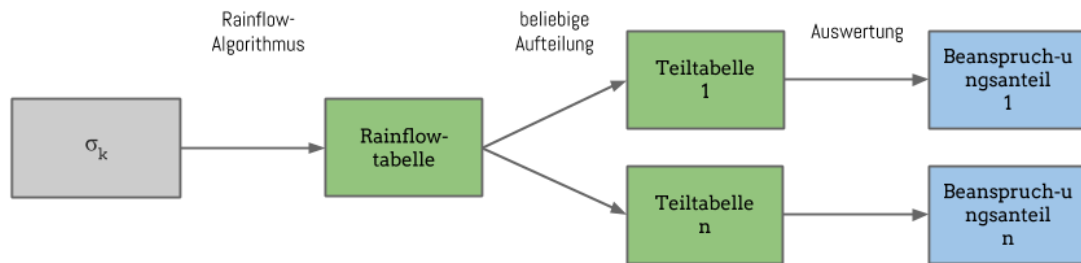 Rainflow-
Algorithmus
beliebige
Aufteilung
Auswertung
σk
Rainflow-
tabelle
Teiltabelle
1
Beanspruch-u
ngsanteil
1
Teiltabelle
n
Beanspruch-u
ngsanteil
n